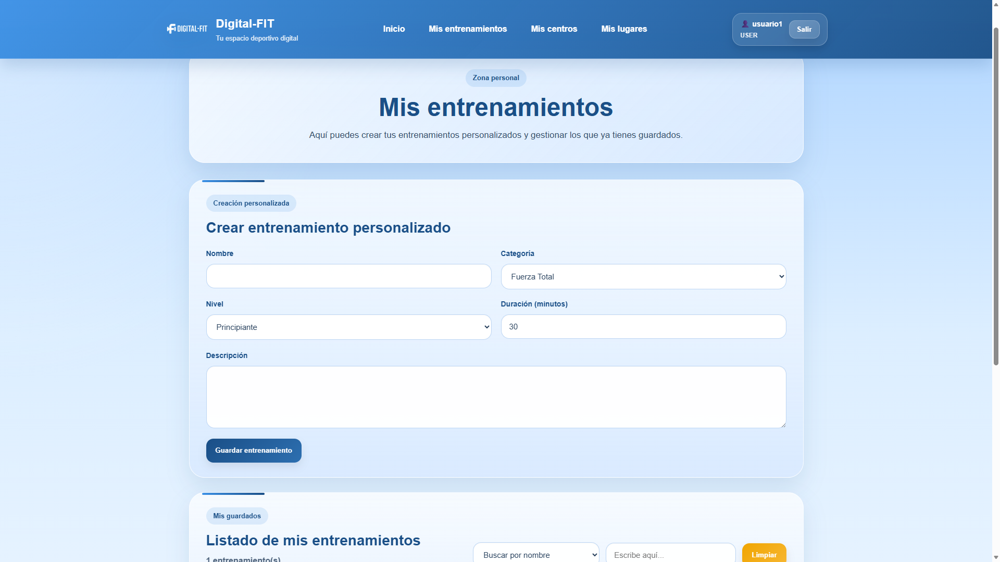 DIGITAL-FIT
Digital-FIT
Tu espacio deportivo digital
Inicio
Mis entrenamientos
Mis centros
Mis lugares
usuario1
USER
Salir
Zona personal
Mis entrenamientos
Aquí puedes crear tus entrenamientos personalizados y gestionar los que ya tienes guardados.
Creación personalizada
Crear entrenamiento personalizado
Nombre
Categoría
Fuerza Total
Nivel
Duración (minutos)
Principiante
30
Descripción
Guardar entrenamiento
Mis guardados
Listado de mis entrenamientos
1 entrenamiento(s)
Buscar por nombre
Escribe aquí...
Limpiar